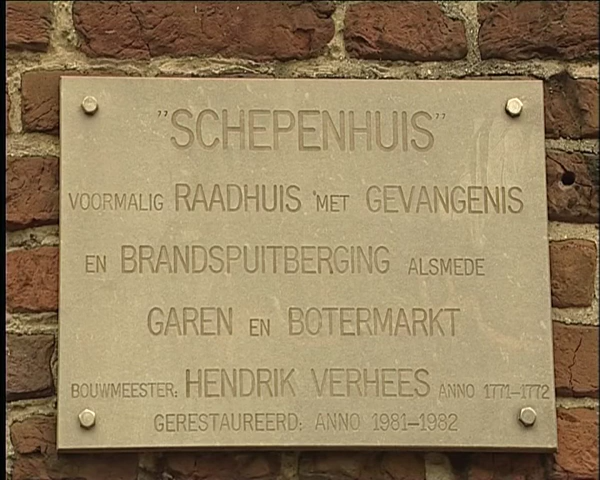 "SCHEPENHUIS"
VOORMALIG RAADHUIS MET GEVANGENIS
EN BRANDSPUITBERGING ALSMEDE
GAREN EN BOTERMARKT
BOUWMEESTER: HENDRIK VERHEES ANNO 1771-1772
GERESTAUREERD: ANNO 1981-1982